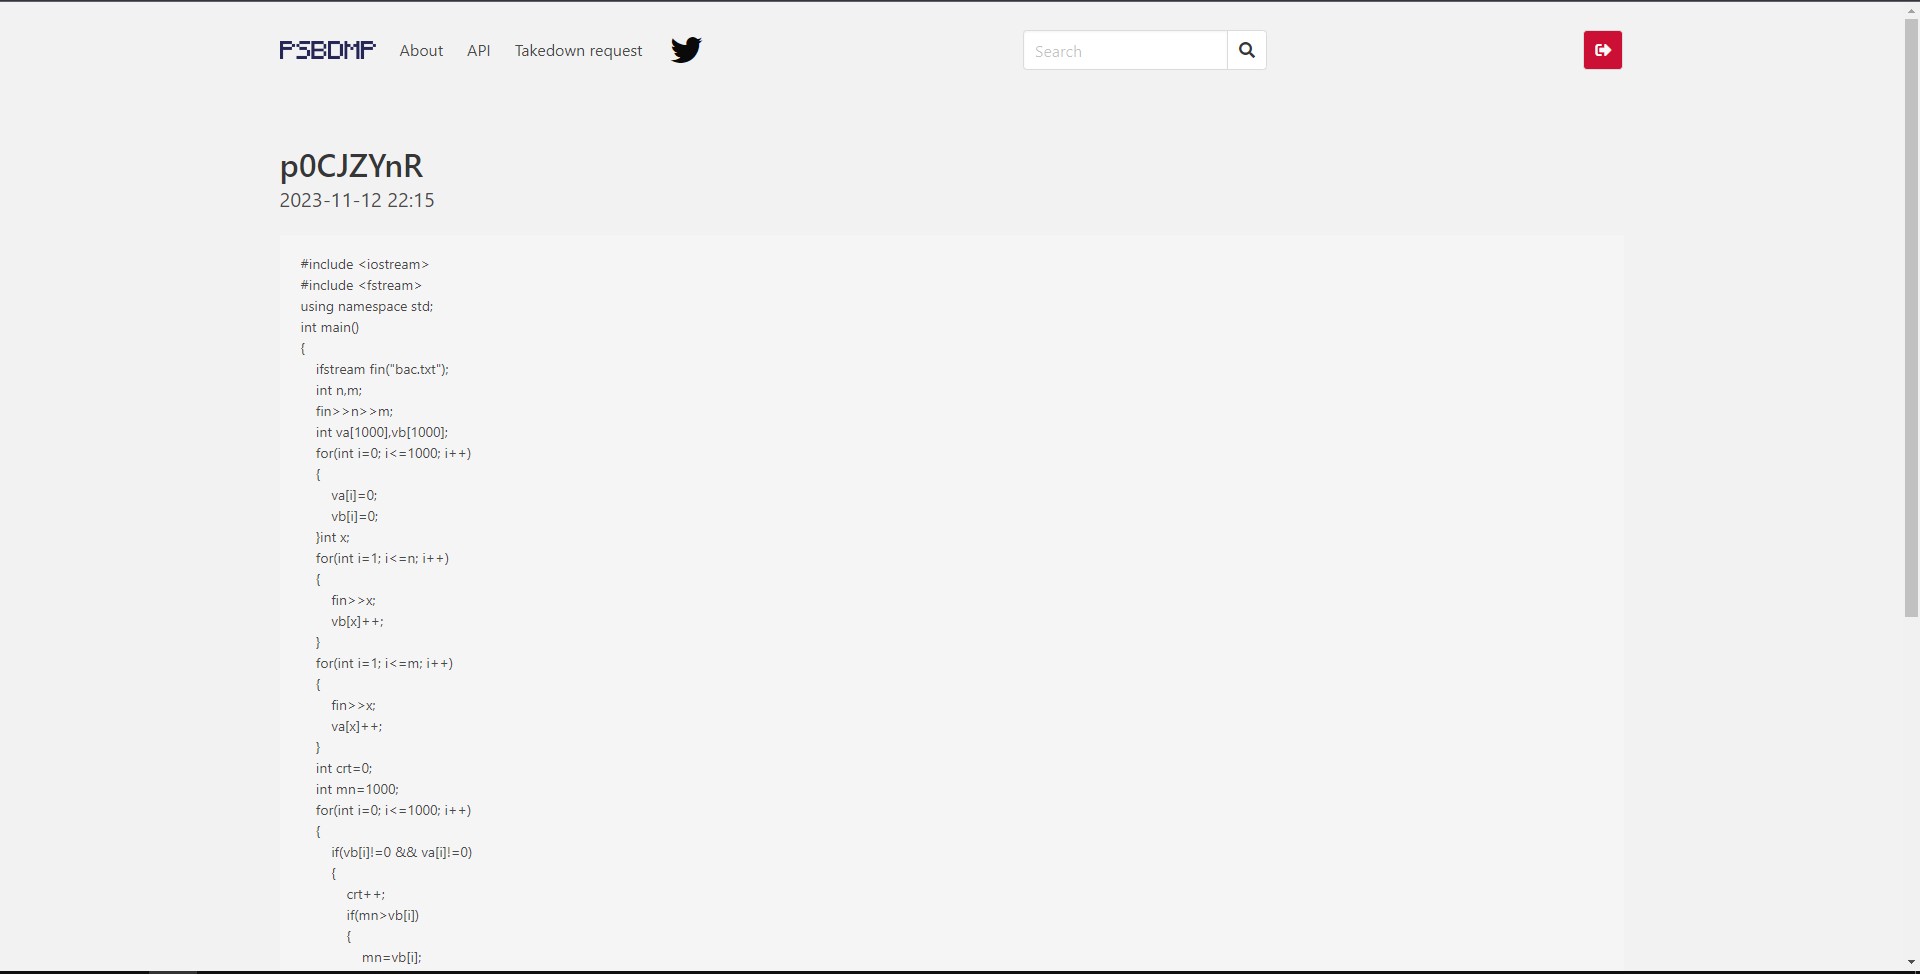 PSBDMP About API Takedown request Search
p0CJZYnR
2023-11-12 22:15
#include <iostream>
#include <fstream>
using namespace std;
int main()
{
ifstream fin("bac.txt");
int n,m;
fin>>n>>m;
int va[1000],vb[1000];
for(int i=0; i<=1000; i++)
{
va[i]=0;
vb[i]=0;
}int x;
for(int i=1; i<=n; i++)
{
fin>>x;
vb[x]++;
}
for(int i=1; i<=m; i++)
{
fin>>x;
va[x]++;
}
int crt=0;
int mn=1000;
for(int i=0; i<=1000; i++)
{
if(vb[i]!=0 && va[i]!=0)
{
crt++;
if(mn>vb[i])
{
mn=vb[i];